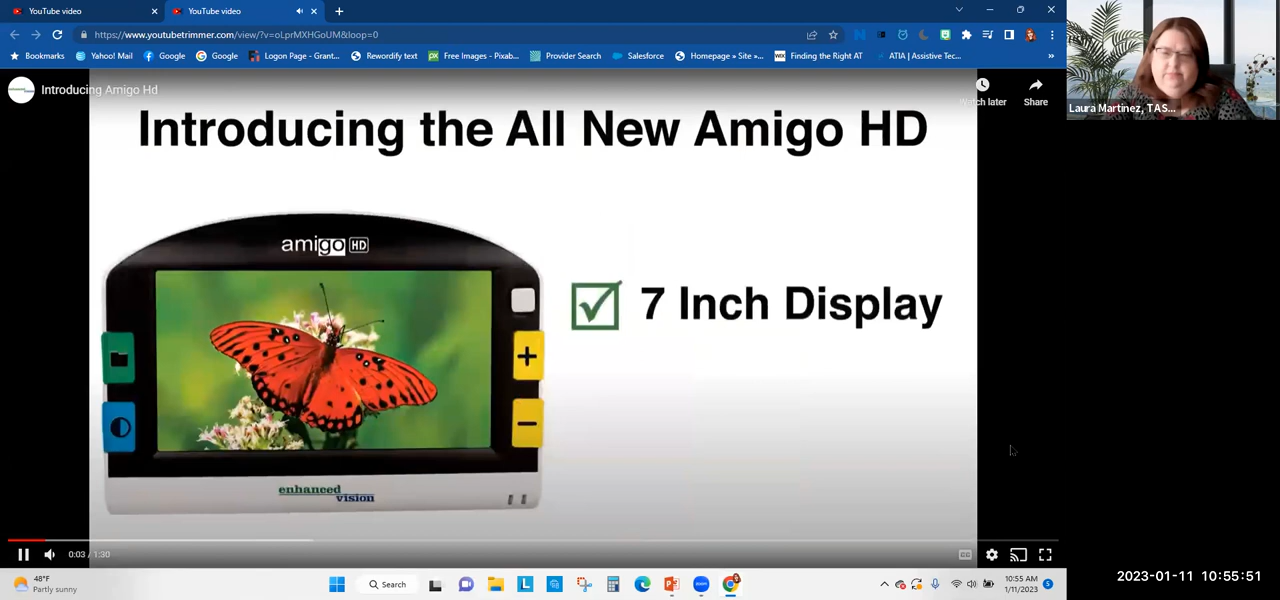 YouTube video
YouTube video
https://www.youtubetrimmer.com/view/?v=oLprMXHGoUM&loop=0
Bookmarks Yahoo! Mail Google Google Logon Page - Grant... Rewordify text Free Images - Pixab... Provider Search Salesforce Homepage » Site »... Finding the Right AT ATIA | Assistive Tec... »
Introducing Amigo Hd
Watch later
Share
Laura Martinez, TAS...
Introducing the All New Amigo HD
amigo HD
7 Inch Display
enhanced
vision
0:03 / 1:30
48°F
Partly sunny
Search
10:55 AM
1/11/2023
5
2023-01-11 10:55:51